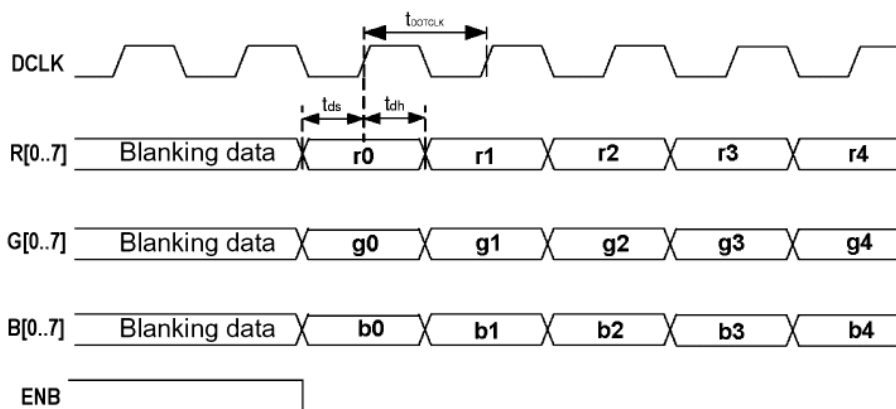 tDOTCLK
DCLK
tds tdh
R[0..7] Blanking data r0 r1 r2 r3 r4
G[0..7] Blanking data g0 g1 g2 g3 g4
B[0..7] Blanking data b0 b1 b2 b3 b4
ENB